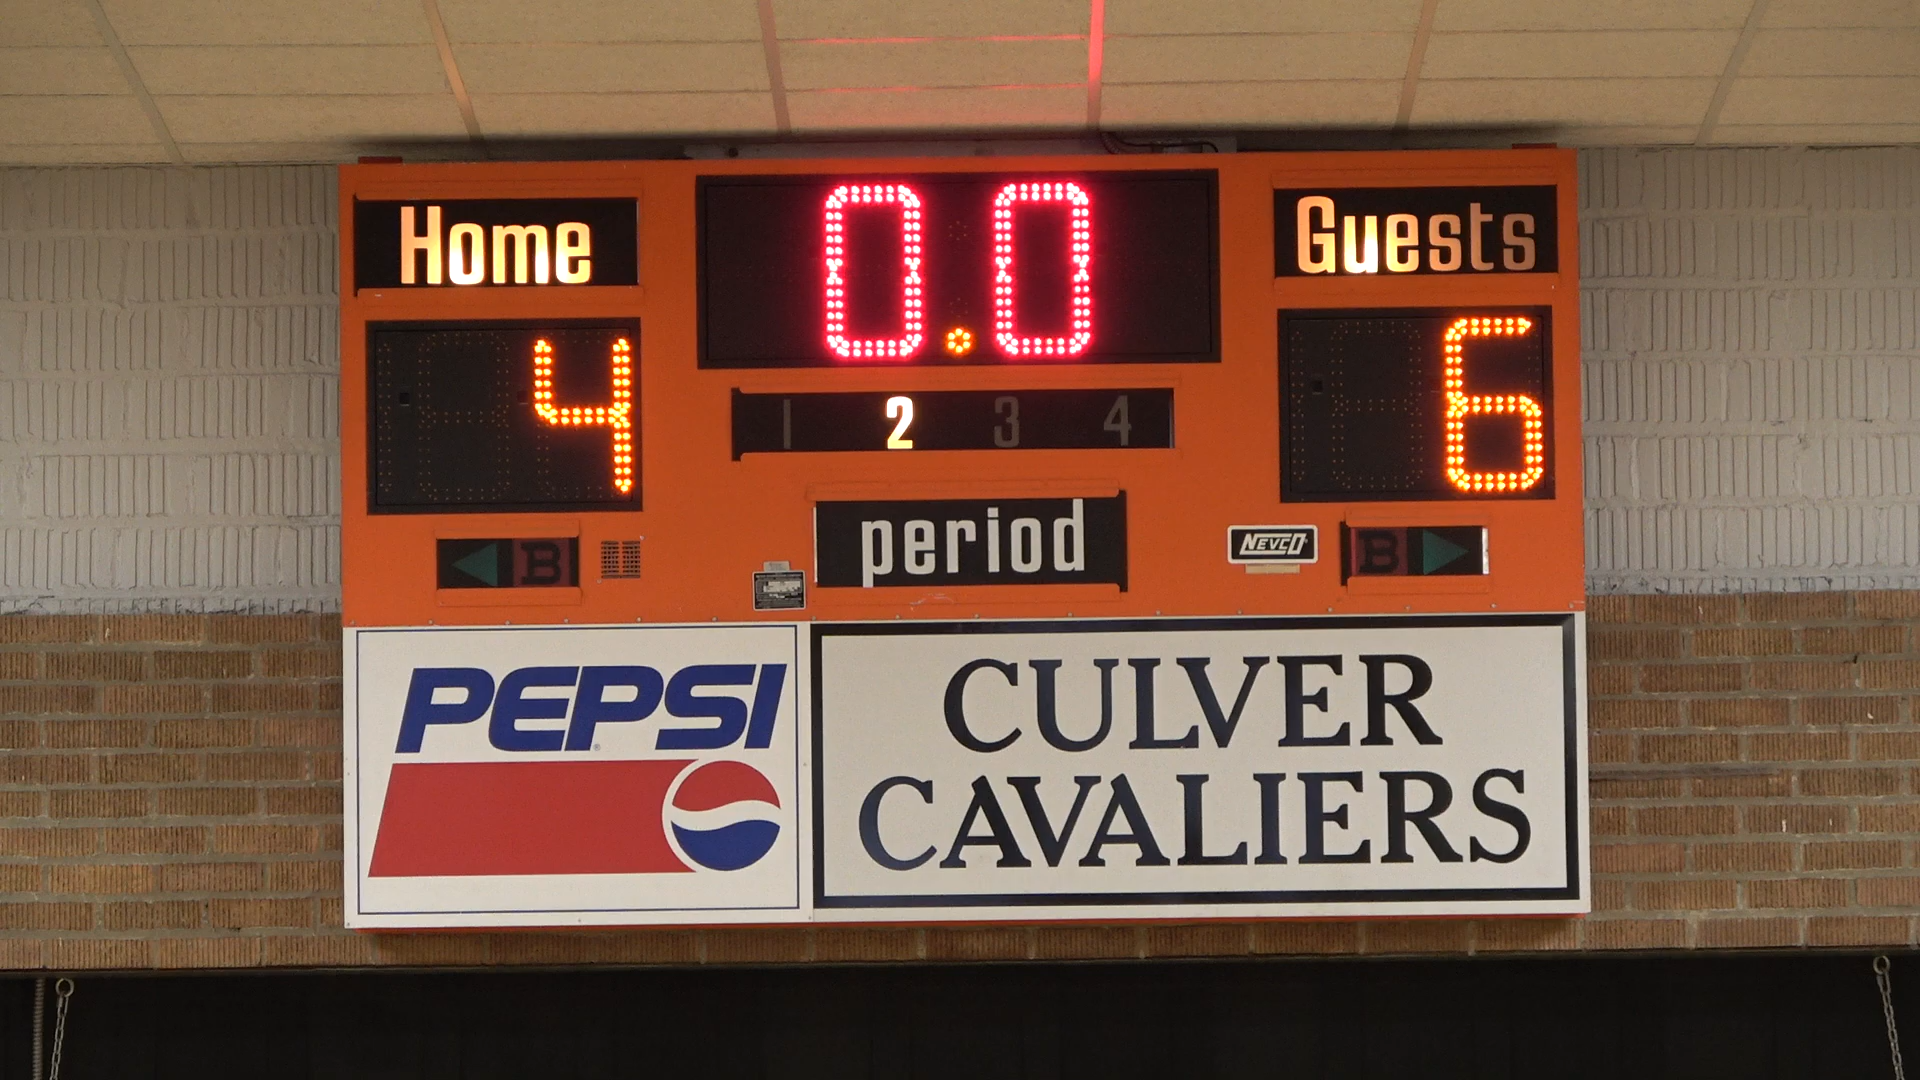 Home
0.0
Guests
4
1 2 3 4
6
period
B
NEVCO
B
PEPSI
CULVER
CAVALIERS